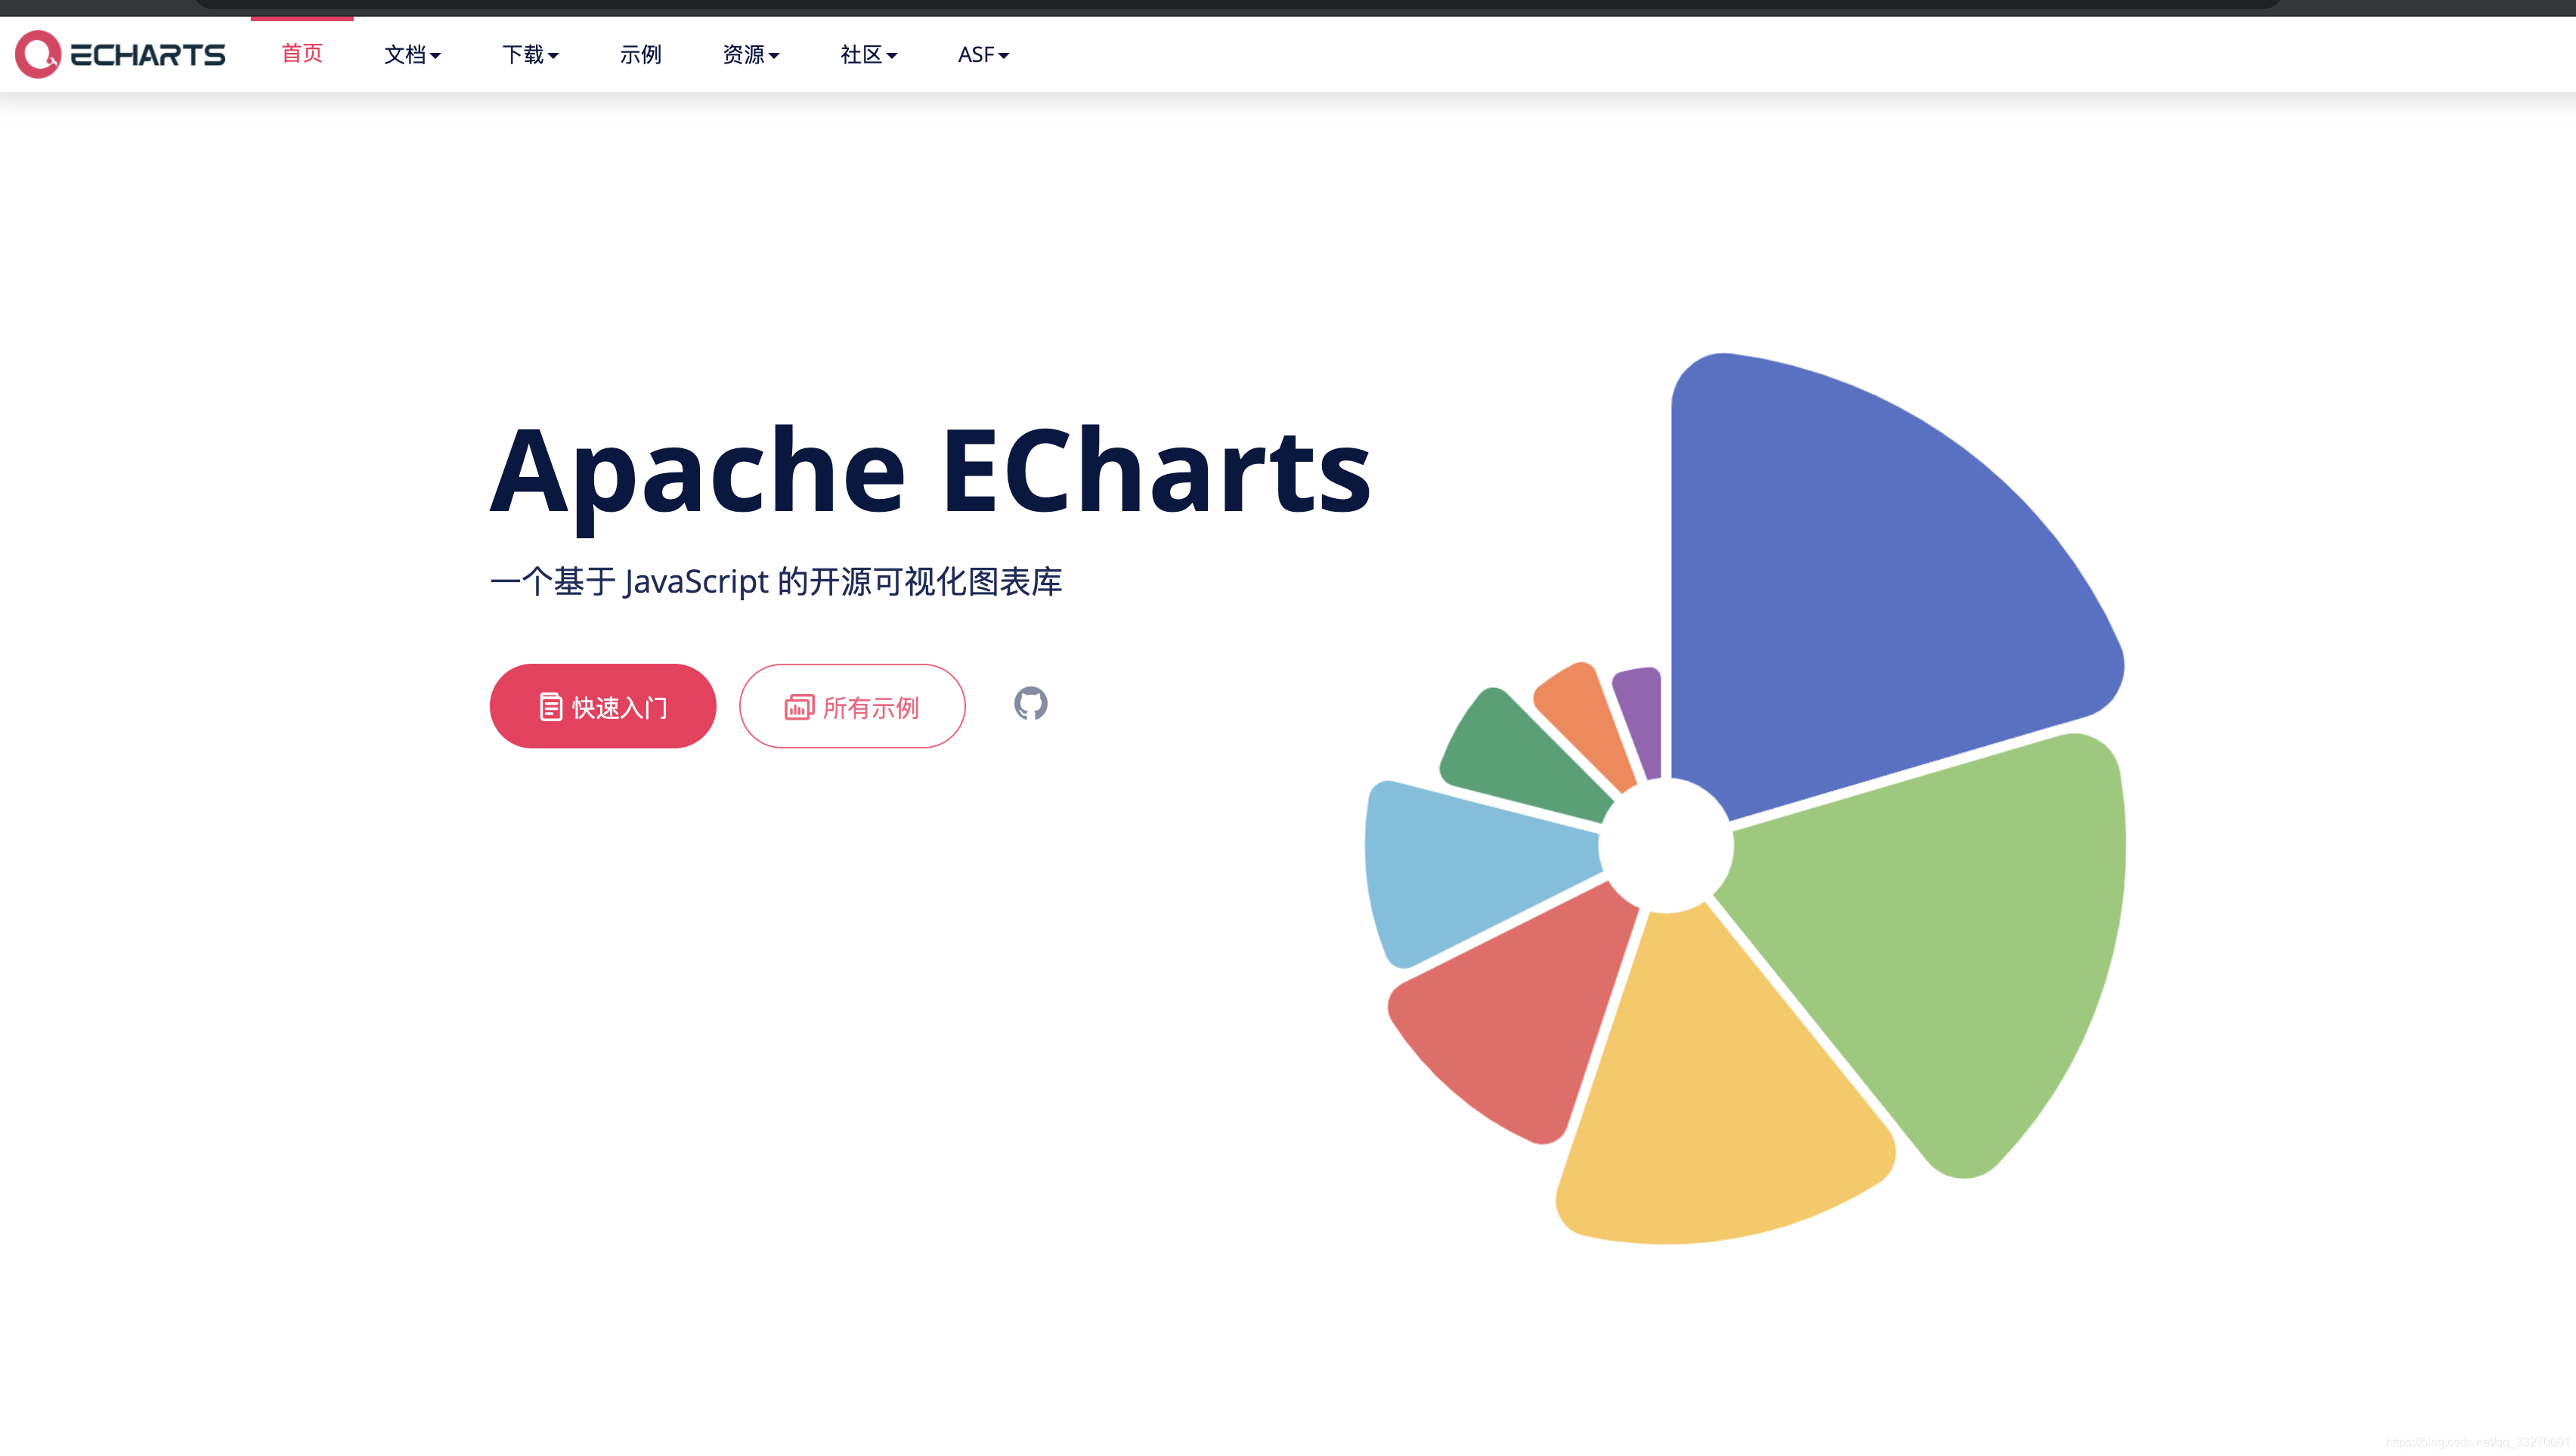 ECHARTS 首页 文档 下载 示例 资源 社区 ASF
Apache ECharts
一个基于 JavaScript 的开源可视化图表库
快速入门 所有示例
https://blog.csdn.net/qq_33270001